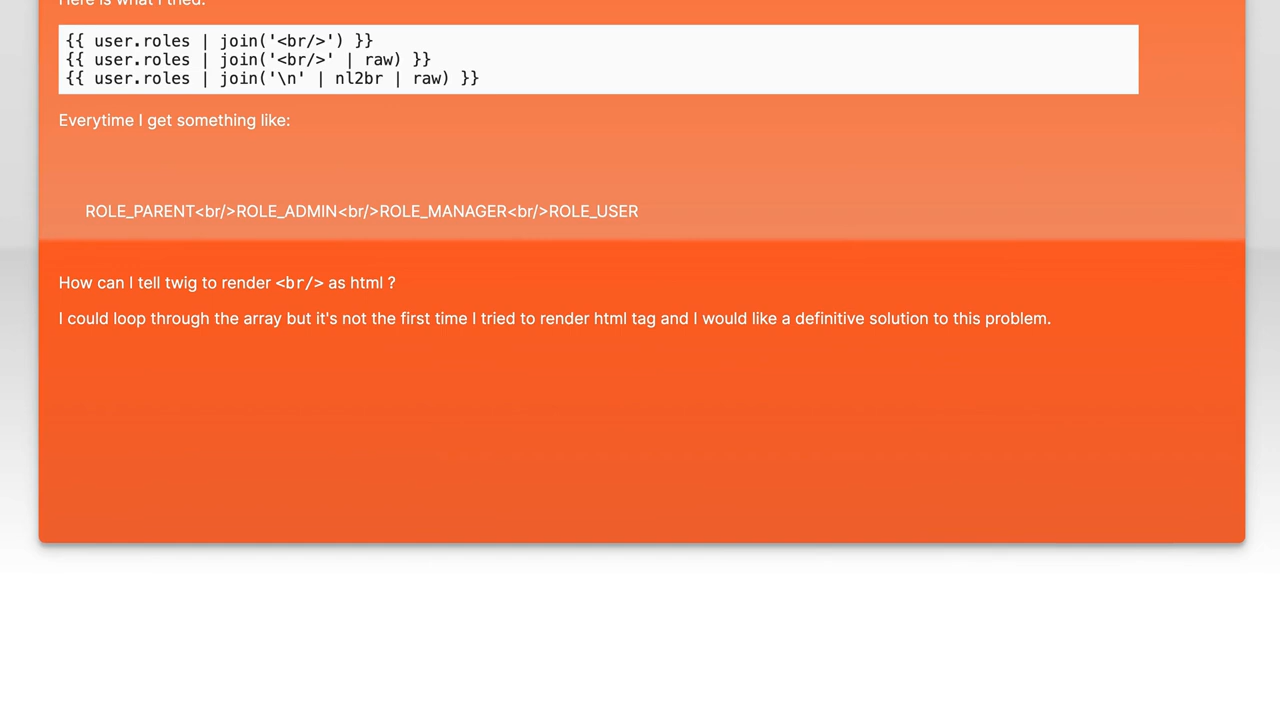 Here is what I tried:
{{ user.roles | join('<br/>') }}
{{ user.roles | join('<br/>' | raw) }}
{{ user.roles | join('\n' | nl2br | raw) }}
Everytime I get something like:
ROLE_PARENT<br/>ROLE_ADMIN<br/>ROLE_MANAGER<br/>ROLE_USER
How can I tell twig to render <br/> as html ?
I could loop through the array but it's not the first time I tried to render html tag and I would like a definitive solution to this problem.